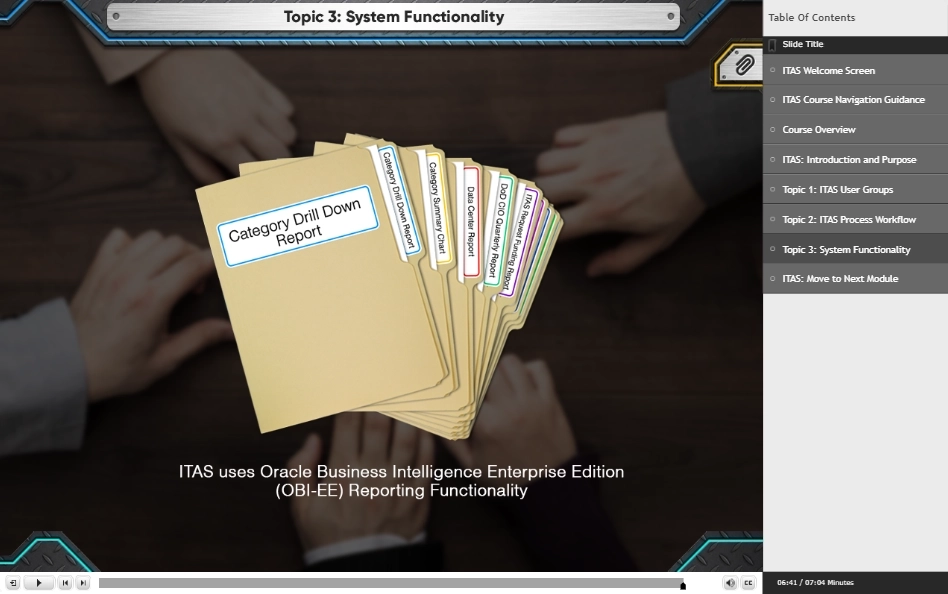 Topic 3: System Functionality
Category Drill Down
Report
Category Drill Down Report
Category Summary Chart
Data Center Report
DoD CIO Quarterly Report
ITAS Request Funding Report
ITAS uses Oracle Business Intelligence Enterprise Edition
(OBI-EE) Reporting Functionality
CC
Table Of Contents
Slide Title
ITAS Welcome Screen
ITAS Course Navigation Guidance
Course Overview
ITAS: Introduction and Purpose
Topic 1: ITAS User Groups
Topic 2: ITAS Process Workflow
Topic 3: System Functionality
ITAS: Move to Next Module
06:41 / 07:04 Minutes